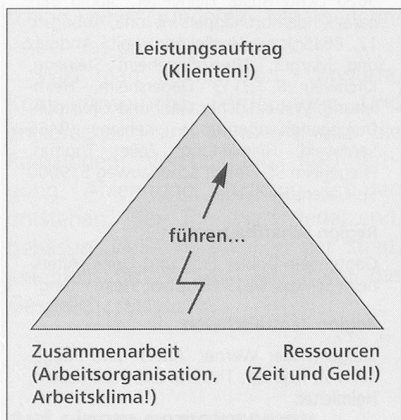 Leistungsauftrag
(Klienten!)
führen...
Zusammenarbeit
(Arbeitsorganisation,
Arbeitsklima!)
Ressourcen
(Zeit und Geld!)